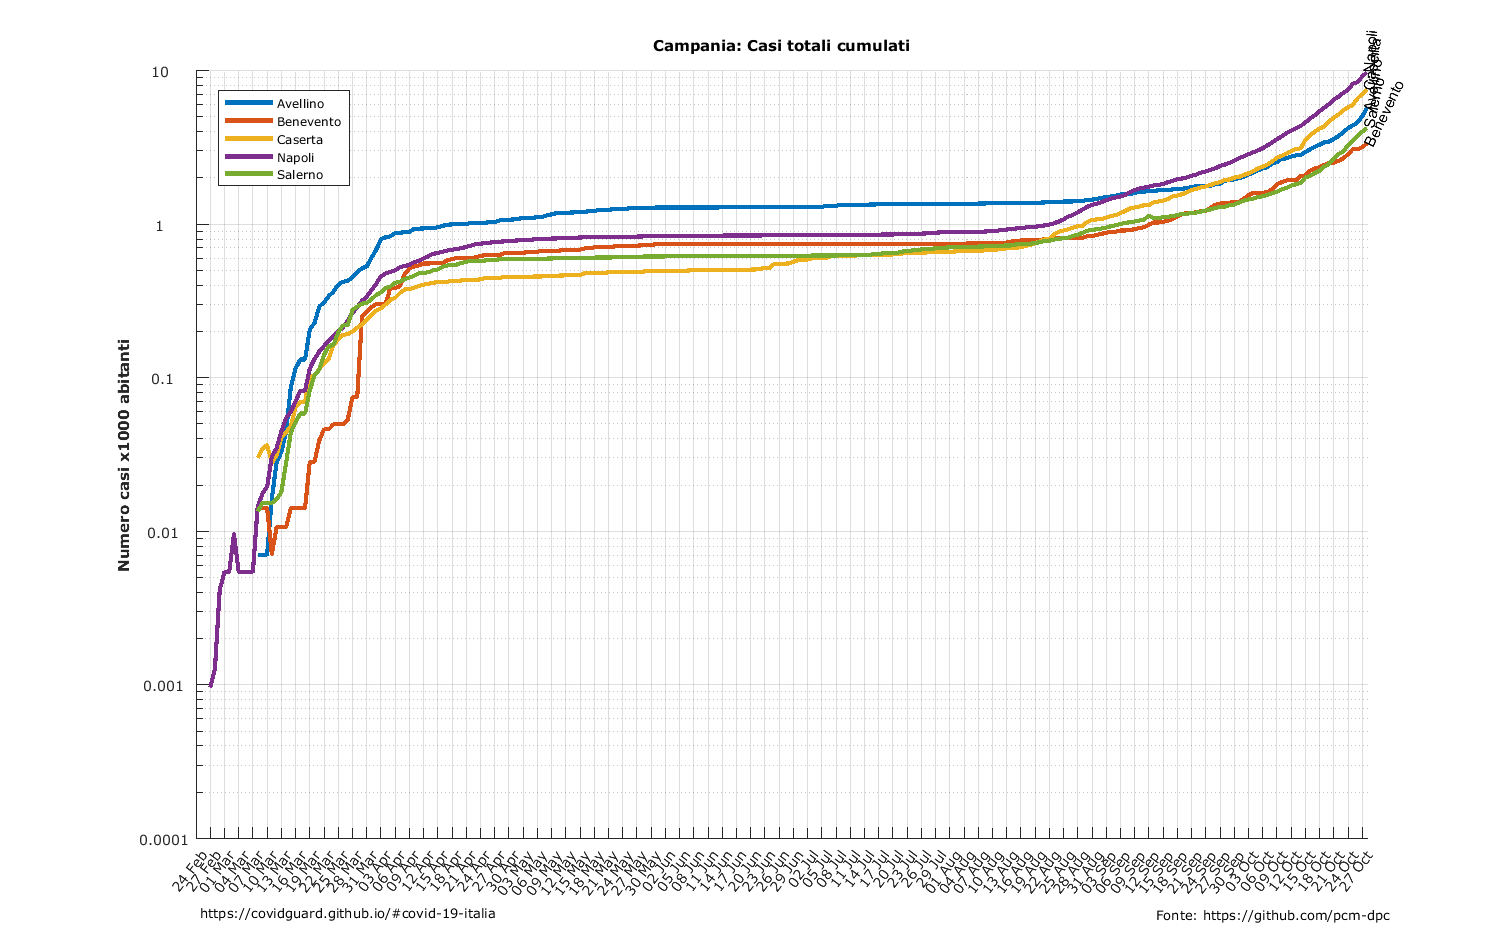 Campania: Casi totali cumulati
Napoli
Caserta
Avellino
Salerno
Benevento
10
1
0.1
0.01
0.001
0.0001
Avellino
Benevento
Caserta
Napoli
Salerno
Numero casi x1000 abitanti
24 Feb
27 Feb
01 Mar
04 Mar
07 Mar
10 Mar
13 Mar
16 Mar
19 Mar
22 Mar
25 Mar
28 Mar
31 Mar
03 Apr
06 Apr
09 Apr
12 Apr
15 Apr
18 Apr
21 Apr
24 Apr
27 Apr
30 Apr
03 May
06 May
09 May
12 May
15 May
18 May
21 May
24 May
27 May
30 May
02 Jun
05 Jun
08 Jun
11 Jun
14 Jun
17 Jun
20 Jun
23 Jun
26 Jun
29 Jun
02 Jul
05 Jul
08 Jul
11 Jul
14 Jul
17 Jul
20 Jul
23 Jul
26 Jul
29 Jul
01 Aug
04 Aug
07 Aug
10 Aug
13 Aug
16 Aug
19 Aug
22 Aug
25 Aug
28 Aug
31 Aug
03 Sep
06 Sep
09 Sep
12 Sep
15 Sep
18 Sep
21 Sep
24 Sep
27 Sep
30 Sep
03 Oct
06 Oct
09 Oct
12 Oct
15 Oct
18 Oct
21 Oct
24 Oct
27 Oct
https://covidguard.github.io/#covid-19-italia
Fonte: https://github.com/pcm-dpc